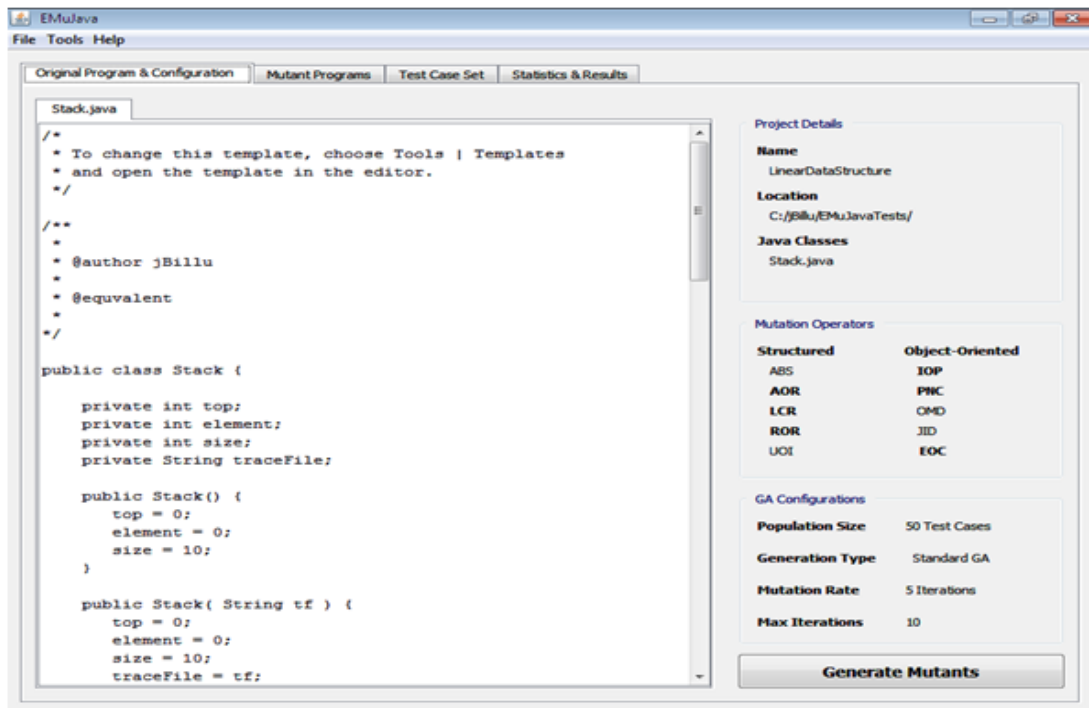 EMuJava
File Tools Help
Original Program & Configuration Mutant Programs Test Case Set Statistics & Results
Stack.java
/*
* To change this template, choose Tools | Templates
* and open the template in the editor.
*/
/**
*
* @author jBillu
*
* @equvalent
*
*/
public class Stack {
private int top;
private int element;
private int size;
private String traceFile;
public Stack() {
top = 0;
element = 0;
size = 10;
}
public Stack( String tf ) {
top = 0;
element = 0;
size = 10;
traceFile = tf;
Project Details
Name
LinearDataStructure
Location
C:/jBillu/EMuJavaTests/
Java Classes
Stack.java
Mutation Operators
Structured Object-Oriented
ABS IOP
AOR PNC
LCR OMD
ROR JID
UOI EOC
GA Configurations
Population Size 50 Test Cases
Generation Type Standard GA
Mutation Rate 5 Iterations
Max Iterations 10
Generate Mutants